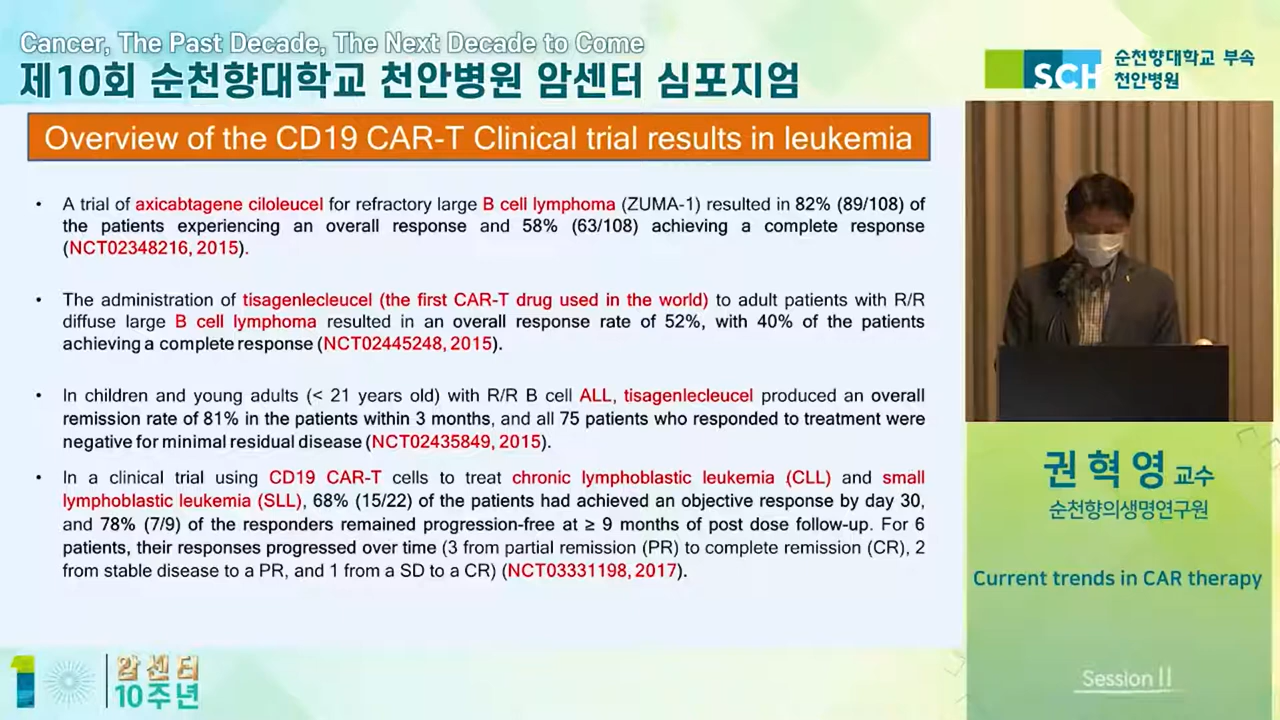 Cancer, The Past Decade, The Next Decade to Come
제10회 순천향대학교 천안병원 암센터 심포지엄
SCH
순천향대학교 부속
천안병원
Overview of the CD19 CAR-T Clinical trial results in leukemia
• A trial of axicabtagene ciloleucel for refractory large B cell lymphoma (ZUMA-1) resulted in 82% (89/108) of
the patients experiencing an overall response and 58% (63/108) achieving a complete response
(NCT02348216, 2015).
• The administration of tisagenlecleucel (the first CAR-T drug used in the world) to adult patients with R/R
diffuse large B cell lymphoma resulted in an overall response rate of 52%, with 40% of the patients
achieving a complete response (NCT02445248, 2015).
• In children and young adults (< 21 years old) with R/R B cell ALL, tisagenlecleucel produced an overall
remission rate of 81% in the patients within 3 months, and all 75 patients who responded to treatment were
negative for minimal residual disease (NCT02435849, 2015).
• In a clinical trial using CD19 CAR-T cells to treat chronic lymphoblastic leukemia (CLL) and small
lymphoblastic leukemia (SLL), 68% (15/22) of the patients had achieved an objective response by day 30,
and 78% (7/9) of the responders remained progression-free at ≥ 9 months of post dose follow-up. For 6
patients, their responses progressed over time (3 from partial remission (PR) to complete remission (CR), 2
from stable disease to a PR, and 1 from a SD to a CR) (NCT03331198, 2017).
권혁영 교수
순천향의생명연구원
Current trends in CAR therapy
Session II
암센터
10주년